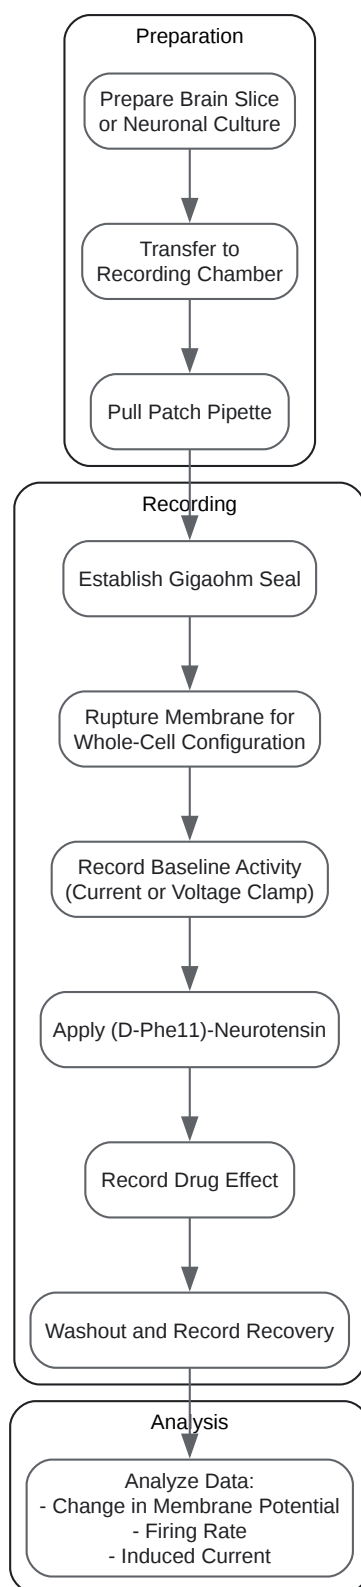 Preparation
Prepare Brain Slice
or Neuronal Culture
Transfer to
Recording Chamber
Pull Patch Pipette
Recording
Establish Gigaohm Seal
Rupture Membrane for
Whole-Cell Configuration
Record Baseline Activity
(Current or Voltage Clamp)
Apply (D-Phe11)-Neurotensin
Record Drug Effect
Washout and Record Recovery
Analysis
Analyze Data:
- Change in Membrane Potential
- Firing Rate
- Induced Current